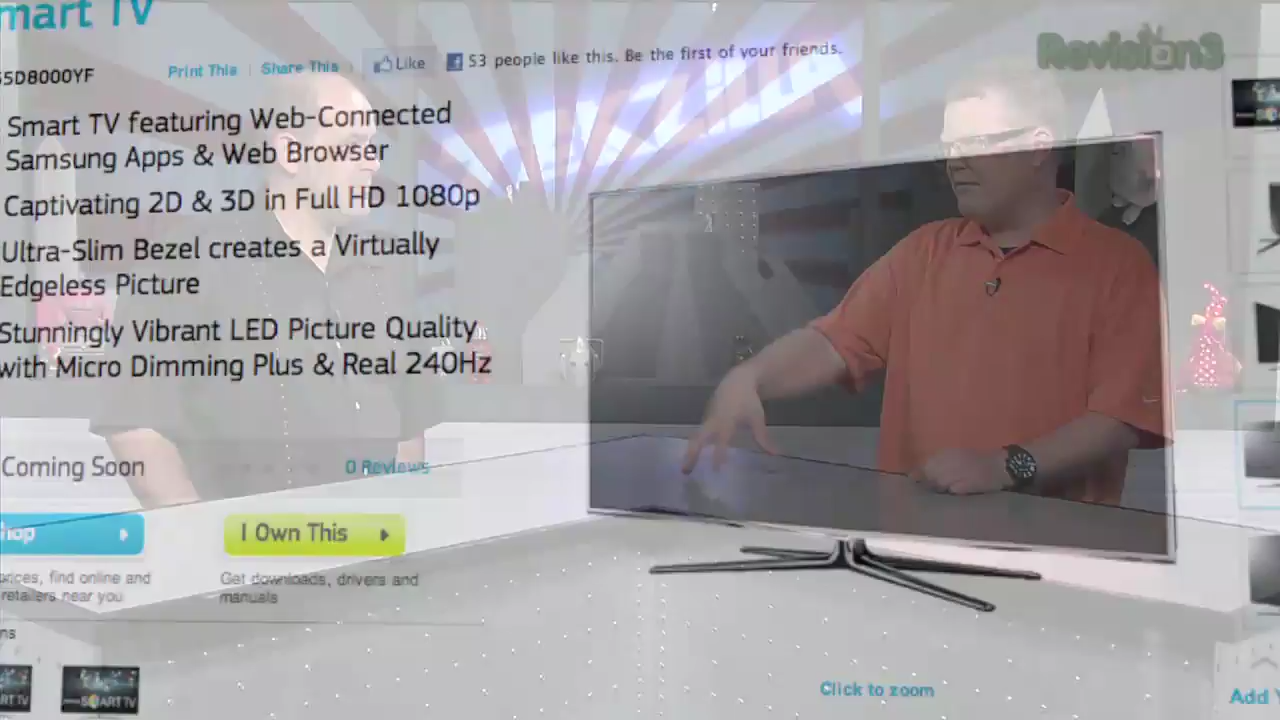 mart TV
Revision3
Print This
Share This
Like
53 people like this. Be the first of your friends.
5D8000YF
Smart TV featuring Web-Connected
Samsung Apps & Web Browser
Captivating 2D & 3D in Full HD 1080p
Ultra-Slim Bezel creates a Virtually
Edgeless Picture
Stunningly Vibrant LED Picture Quality
with Micro Dimming Plus & Real 240Hz
Coming Soon
0 Reviews
hop
I Own This
prices, find online and
retailers near you
Get downloads, drivers and
manuals
ns
SMART TV
Click to zoom
Add